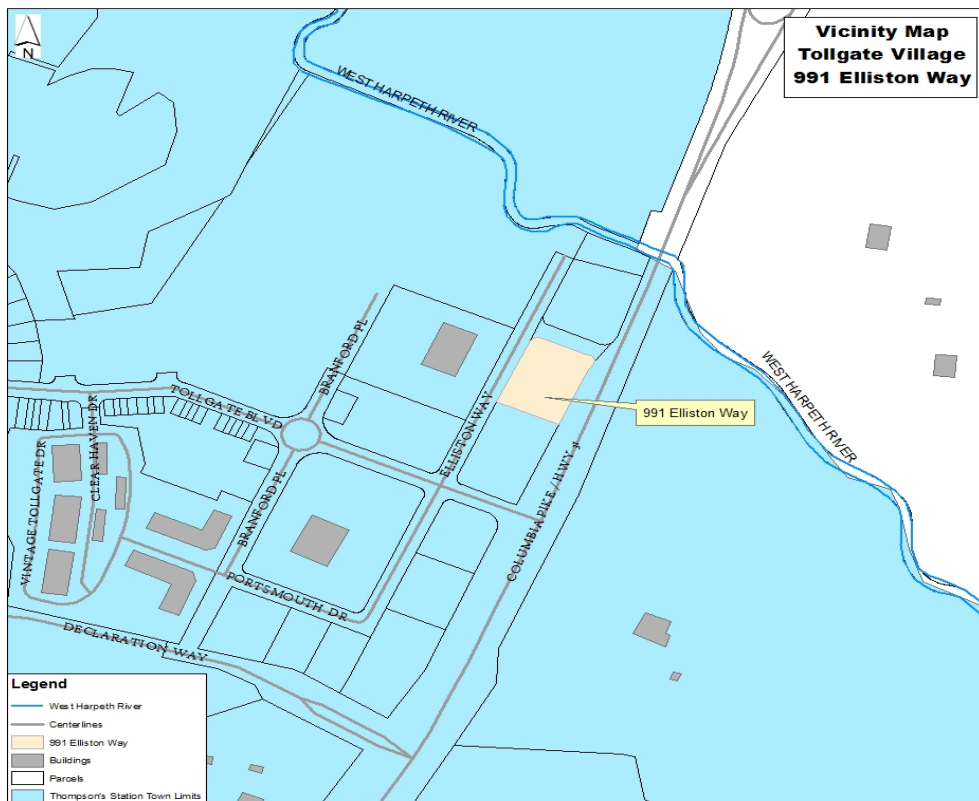 N
Vicinity Map
Tollgate Village
991 Elliston Way
WEST HARPETH RIVER
BRANFORD PL
TOLLGATE BLVD
ELLISTON WAY
991 Elliston Way
WEST HARPETH RIVER
VINTAGE TOLLGATE DR
CLEAR HAVEN DR
BRANFORD PL
COLUMBIA PIKE / HWY 31
PORTSMOUTH DR
DECLARATION WAY
Legend
West Harpeth River
Centerlines
991 Elliston Way
Buildings
Parcels
Thompson's Station Town Limits